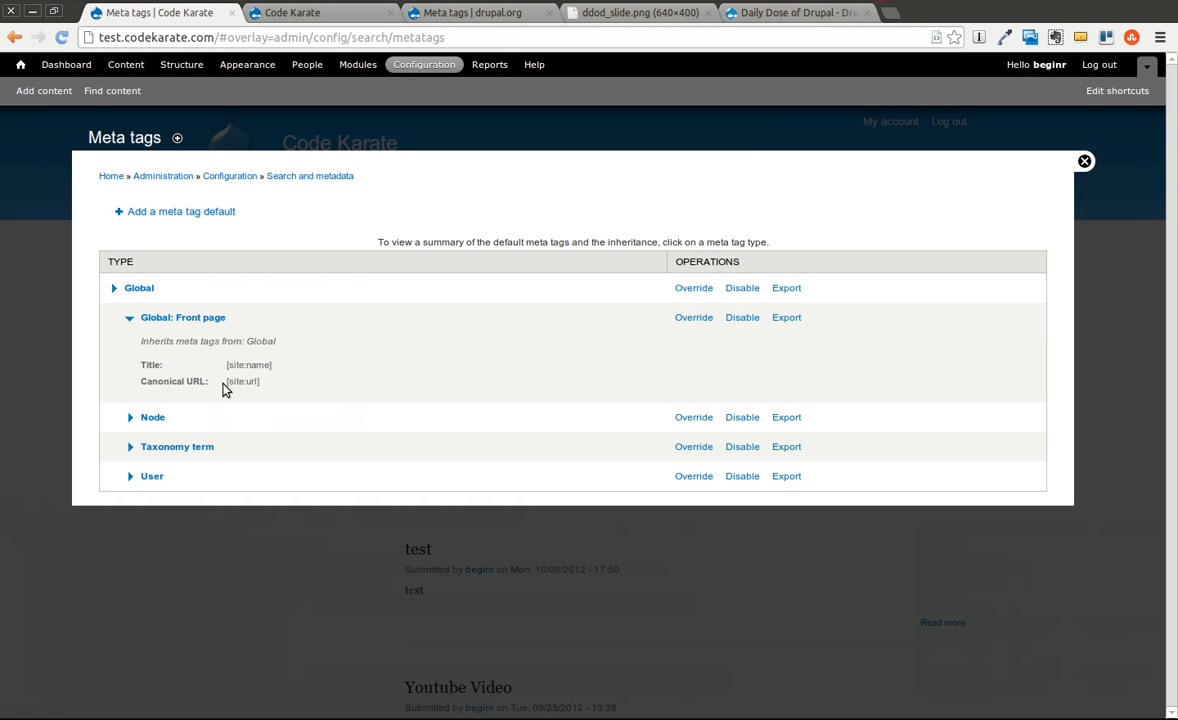 Meta tags | Code Karate
Code Karate
Meta tags | drupal.org
ddod_slide.png (640×400)
Daily Dose of Drupal - Dru
test.codekarate.com/#overlay=admin/config/search/metatags
Dashboard Content Structure Appearance People Modules Configuration Reports Help Hello beginr Log out
Add content Find content Edit shortcuts
My account Log out
Meta tags
Code Karate
Home » Administration » Configuration » Search and metadata
+ Add a meta tag default
To view a summary of the default meta tags and the inheritance, click on a meta tag type.
TYPE OPERATIONS
Global Override Disable Export
Global: Front page Override Disable Export
Inherits meta tags from: Global
Title: [site:name]
Canonical URL: [site:url]
Node Override Disable Export
Taxonomy term Override Disable Export
User Override Disable Export
test
Submitted by beginr on Mon, 10/08/2012 - 17:50
test
Read more
Youtube Video
Submitted by beginr on Tue, 09/25/2012 - 15:38